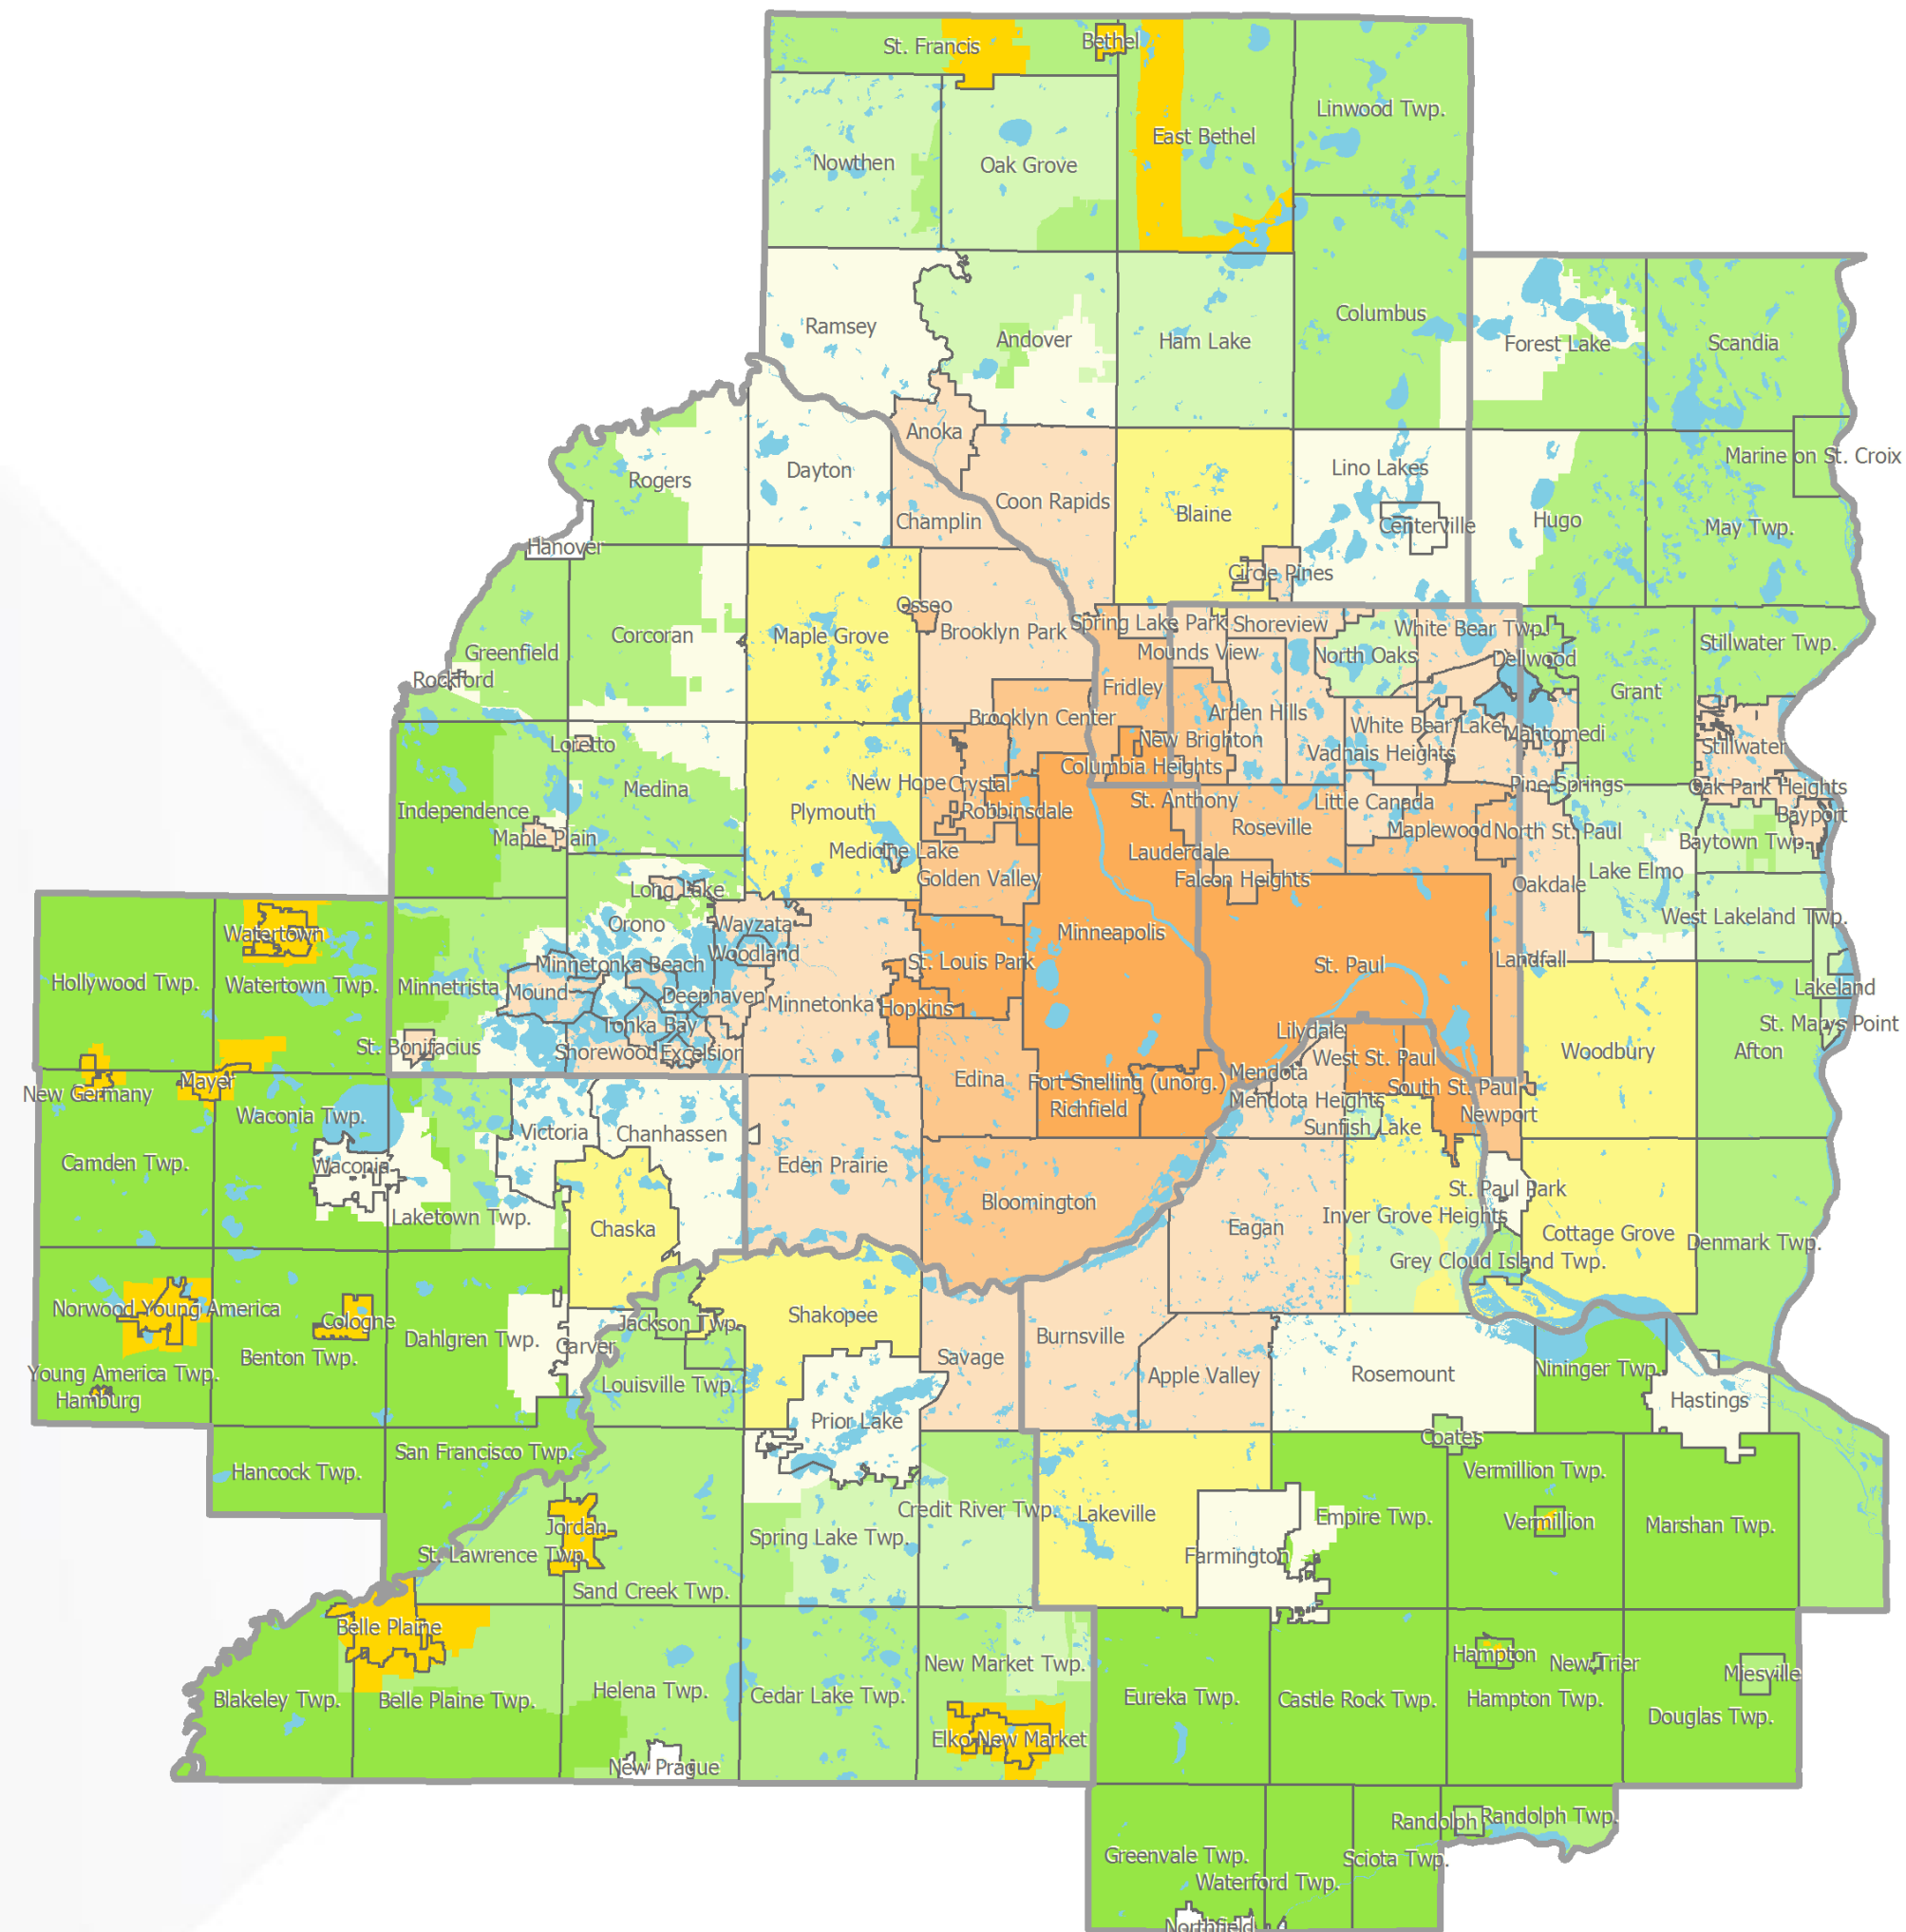 St. Francis
Bethel
Linwood Twp.
East Bethel
Nowthen
Oak Grove
Columbus
Ramsey
Andover
Ham Lake
Forest Lake
Scandia
Anoka
Marine on St. Croix
Rogers
Dayton
Lino Lakes
Coon Rapids
Blaine
Champlin
Centerville
Hugo
May Twp.
Hanover
Circle Pines
Osseo
Spring Lake Park
Shoreview
White Bear Twp.
Corcoran
Maple Grove
Brooklyn Park
Stillwater Twp.
Greenfield
Mounds View
North Oaks
Dellwood
Rockford
Fridley
Grant
Brooklyn Center
Arden Hills
White Bear Lake
Mahtomedi
Loretto
New Brighton
Vadnais Heights
Stillwater
Columbia Heights
Medina
New Hope
Crystal
Pine Springs
Oak Park Heights
Independence
Plymouth
Robbinsdale
St. Anthony
Little Canada
Bayport
Maple Plain
Roseville
Maplewood
North St. Paul
Baytown Twp.
Medicine Lake
Lauderdale
Long Lake
Golden Valley
Falcon Heights
Oakdale
Lake Elmo
Watertown
Orono
Wayzata
Minneapolis
West Lakeland Twp.
Woodland
Hollywood Twp.
Watertown Twp.
Minnetonka Beach
St. Louis Park
St. Paul
Landfall
Minnetrista
Mound
Deephaven
Minnetonka
Hopkins
Lakeland
Tonka Bay
Lilydale
St. Marys Point
St. Bonifacius
Shorewood
Excelsior
West St. Paul
Woodbury
Afton
New Germany
Mayer
Edina
Fort Snelling (unorg.)
Mendota
South St. Paul
Waconia Twp.
Richfield
Mendota Heights
Newport
Victoria
Chanhassen
Sunfish Lake
Camden Twp.
Waconia
Eden Prairie
St. Paul Park
Laketown Twp.
Chaska
Bloomington
Eagan
Inver Grove Heights
Cottage Grove
Denmark Twp.
Grey Cloud Island Twp.
Norwood Young America
Cologne
Dahlgren Twp.
Jackson Twp.
Shakopee
Burnsville
Carver
Benton Twp.
Savage
Young America Twp.
Louisville Twp.
Apple Valley
Rosemount
Nininger Twp.
Hamburg
Prior Lake
Hastings
San Francisco Twp.
Coates
Hancock Twp.
Vermillion Twp.
Credit River Twp.
Lakeville
Empire Twp.
Vermillion
Marshan Twp.
Jordan
Spring Lake Twp.
St. Lawrence Twp.
Farmington
Sand Creek Twp.
Belle Plaine
New Market Twp.
Hampton
New Trier
Miesville
Blakeley Twp.
Belle Plaine Twp.
Helena Twp.
Cedar Lake Twp.
Eureka Twp.
Castle Rock Twp.
Hampton Twp.
Douglas Twp.
Elko New Market
New Prague
Randolph
Randolph Twp.
Greenvale Twp.
Sciota Twp.
Waterford Twp.
Northfield